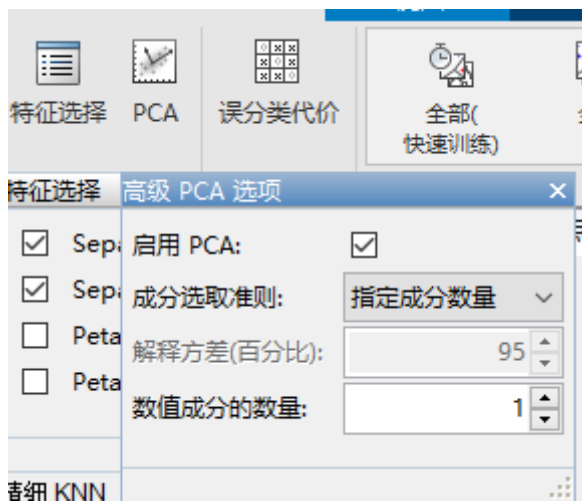 特征选择
PCA
误分类代价
全部(
快速训练)
特征选择
高级 PCA 选项
启用 PCA:
成分选取准则:
指定成分数量
Peta
解释方差(百分比):
95
Peta
数值成分的数量:
1
精细 KNN